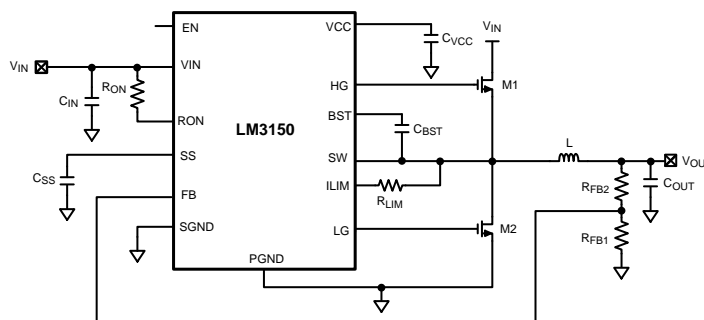 EN
VCC
CVCC
VIN
VIN
VIN
HG
M1
CIN
RON
RON
BST
CBST
LM3150
SS
SW
L
VOU
CSS
ILIM
RLIM
RFB2
COUT
FB
SGND
LG
M2
RFB1
PGND